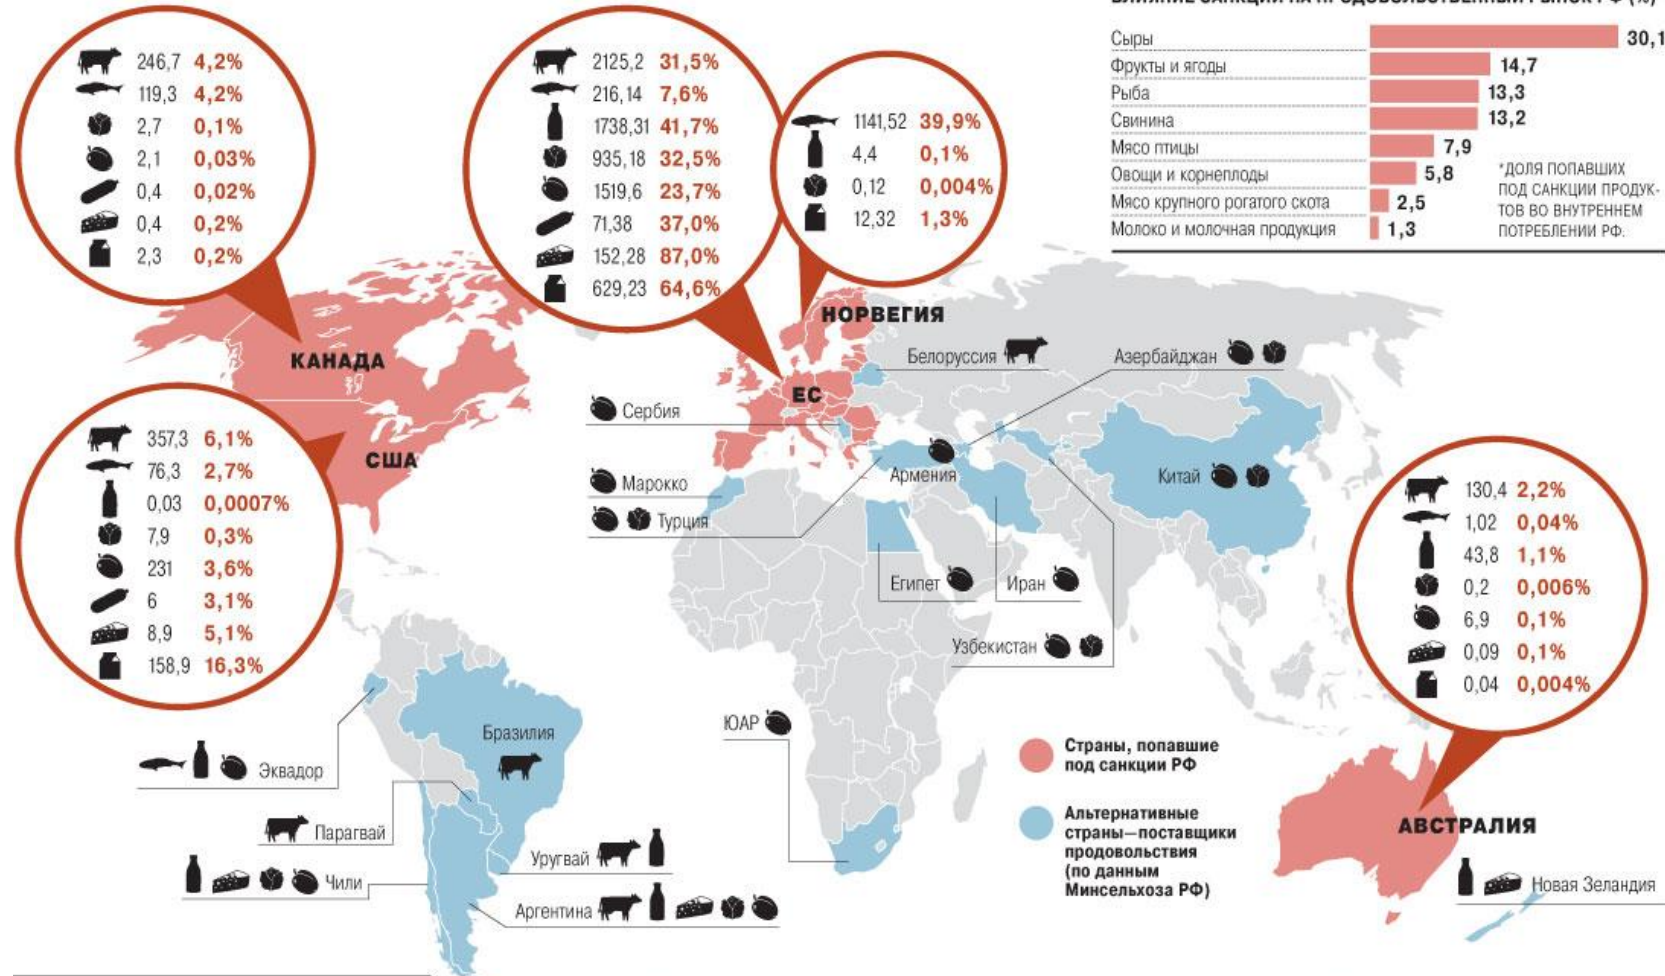 ВЛИЯНИЕ САНКЦИЙ НА ПРОДОВОЛЬСТВЕННЫЙ РЫНОК РФ (%)
Сыры 30,1
Фрукты и ягоды 14,7
Рыба 13,3
Свинина 13,2
Мясо птицы 7,9
Овощи и корнеплоды 5,8
Мясо крупного рогатого скота 2,5
Молоко и молочная продукция 1,3
*ДОЛЯ ПОПАВШИХ
ПОД САНКЦИИ ПРОДУК-
ТОВ ВО ВНУТРЕННЕМ
ПОТРЕБЛЕНИИ РФ.
246,7 4,2%
119,3 4,2%
2,7 0,1%
2,1 0,03%
0,4 0,02%
0,4 0,2%
2,3 0,2%
КАНАДА
2125,2 31,5%
216,14 7,6%
1738,31 41,7%
935,18 32,5%
1519,6 23,7%
71,38 37,0%
152,28 87,0%
629,23 64,6%
ЕС
1141,52 39,9%
4,4 0,1%
0,12 0,004%
12,32 1,3%
НОРВЕГИЯ
357,3 6,1%
76,3 2,7%
0,03 0,0007%
7,9 0,3%
231 3,6%
6 3,1%
8,9 5,1%
158,9 16,3%
США
Белоруссия
Азербайджан
Сербия
Марокко
Турция
Армения
Китай
Египет
Иран
Узбекистан
130,4 2,2%
1,02 0,04%
43,8 1,1%
0,2 0,006%
6,9 0,1%
0,09 0,1%
0,04 0,004%
АВСТРАЛИЯ
ЮАР
Бразилия
Эквадор
Парагвай
Уругвай
Чили
Аргентина
Страны, попавшие
под санкции РФ
Альтернативные
страны—поставщики
продовольствия
(по данным
Минсельхоза РФ)
Новая Зеландия